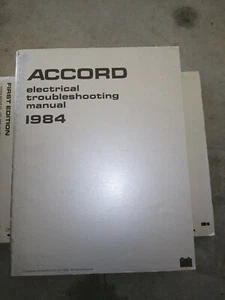 ACCORD
electrical
troubleshooting
manual
1984
FIRST EDITION